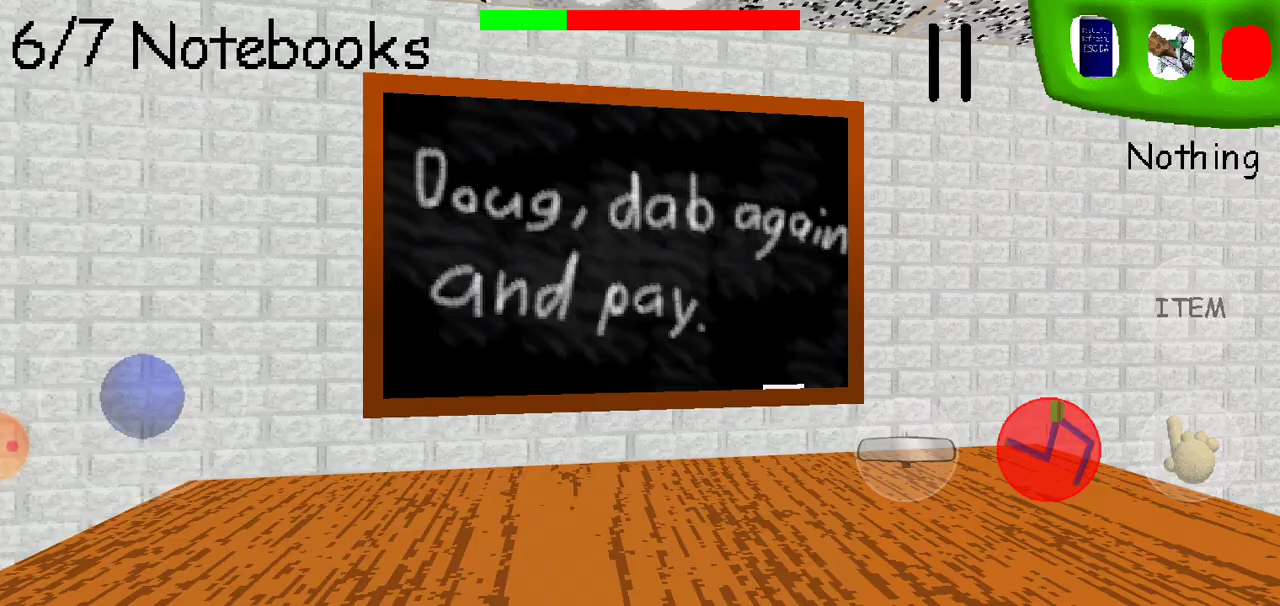 6/7 Notebooks
Doug, dab again
and pay.
Nothing
ITEM